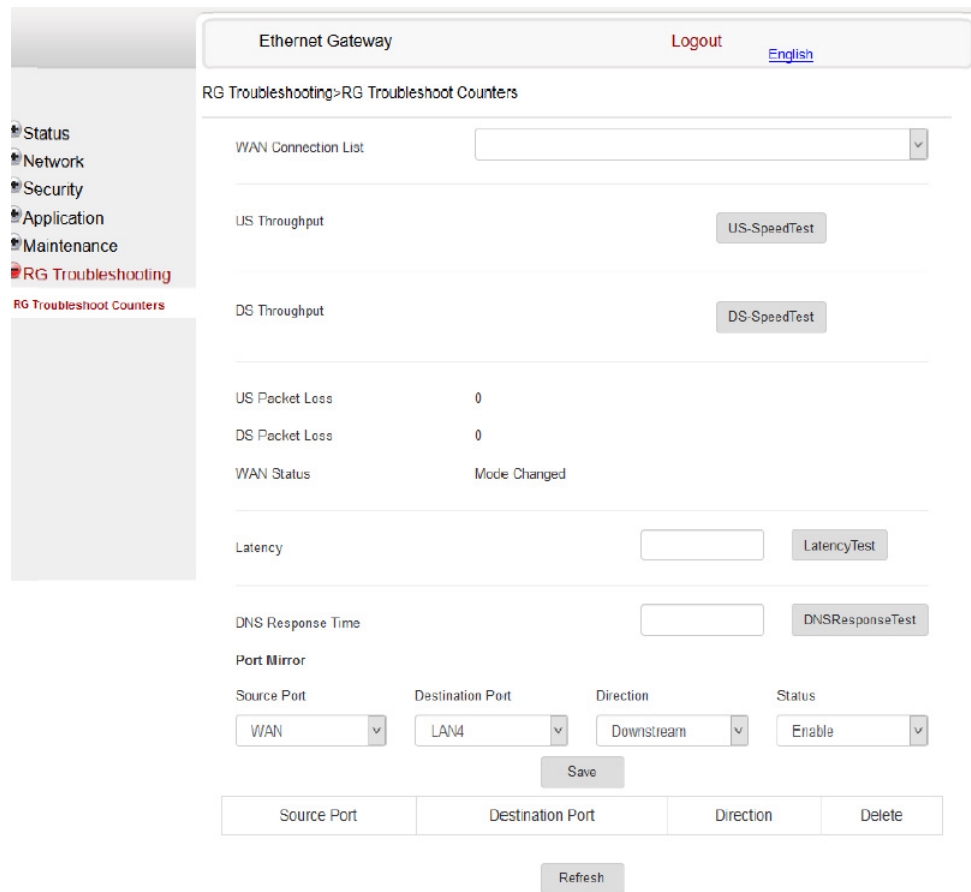 Ethernet Gateway
Logout
English
RG Troubleshooting>RG Troubleshoot Counters
Status
Network
Security
Application
Maintenance
RG Troubleshooting
RG Troubleshoot Counters
WAN Connection List
US Throughput
US-SpeedTest
DS Throughput
DS-SpeedTest
US Packet Loss 0
DS Packet Loss 0
WAN Status Mode Changed
Latency
LatencyTest
DNS Response Time
DNSResponseTest
Port Mirror
Source Port Destination Port Direction Status
WAN LAN4 Downstream Enable
Save
Source Port Destination Port Direction Delete
Refresh